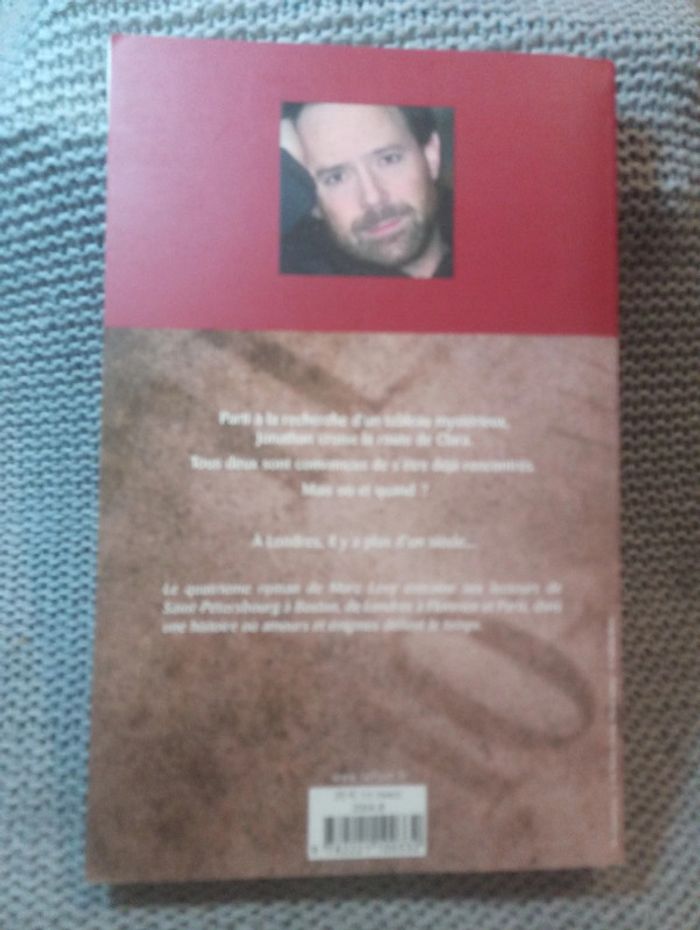 Parti à la recherche d'un tableau mystérieux,
Jonathan croise la route de Clara.
Tous deux sont convaincus de s'être déjà rencontrés.
Mais où et quand ?
A Londres, il y a plus d'un siècle...
Le quatrième roman de Marc Levy entraîne ses lecteurs de
Saint-Pétersbourg à Boston, de Londres à Florence et Paris, dans
une histoire où amours et énigmes défient le temps.